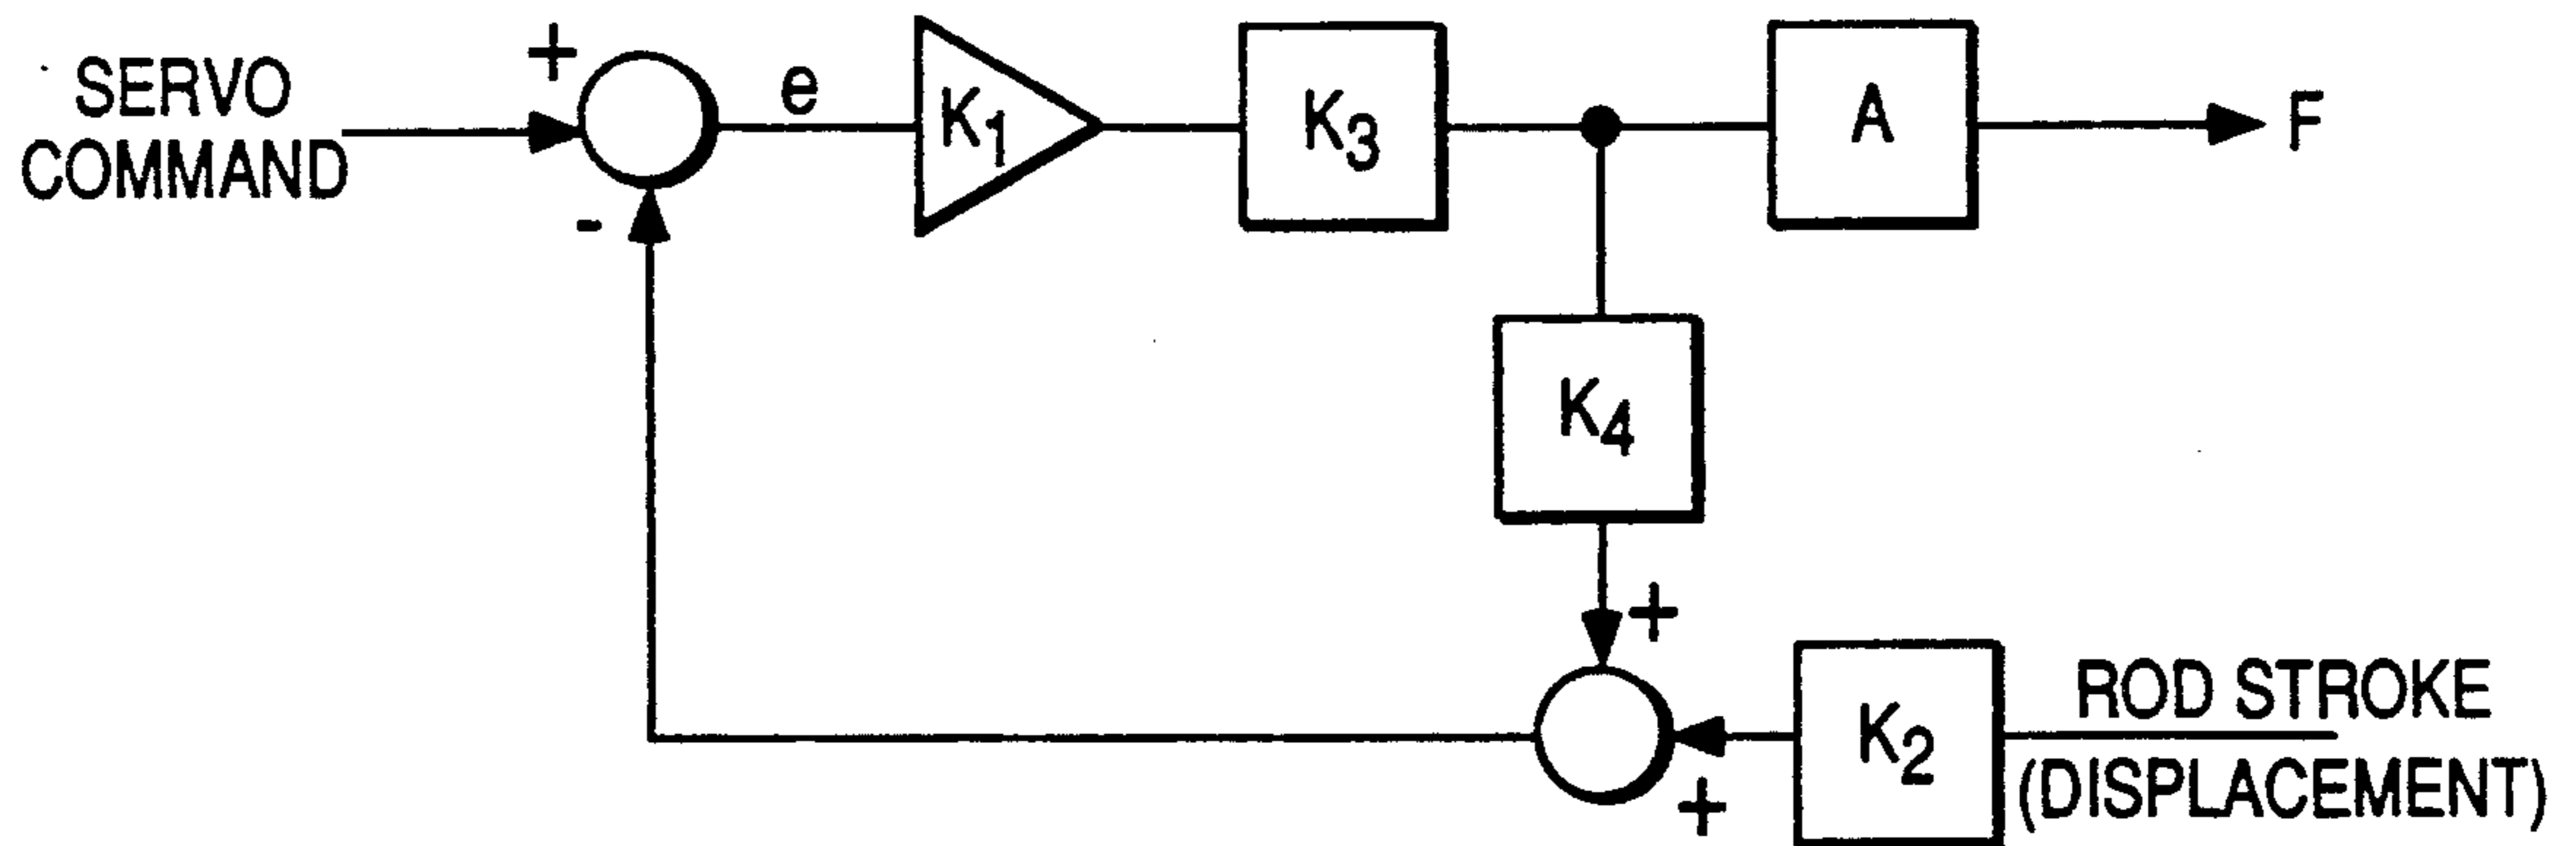 SERVO
COMMAND
+
-
e
K1
K3
A
F
K4
+
+
K2
ROD STROKE
(DISPLACEMENT)